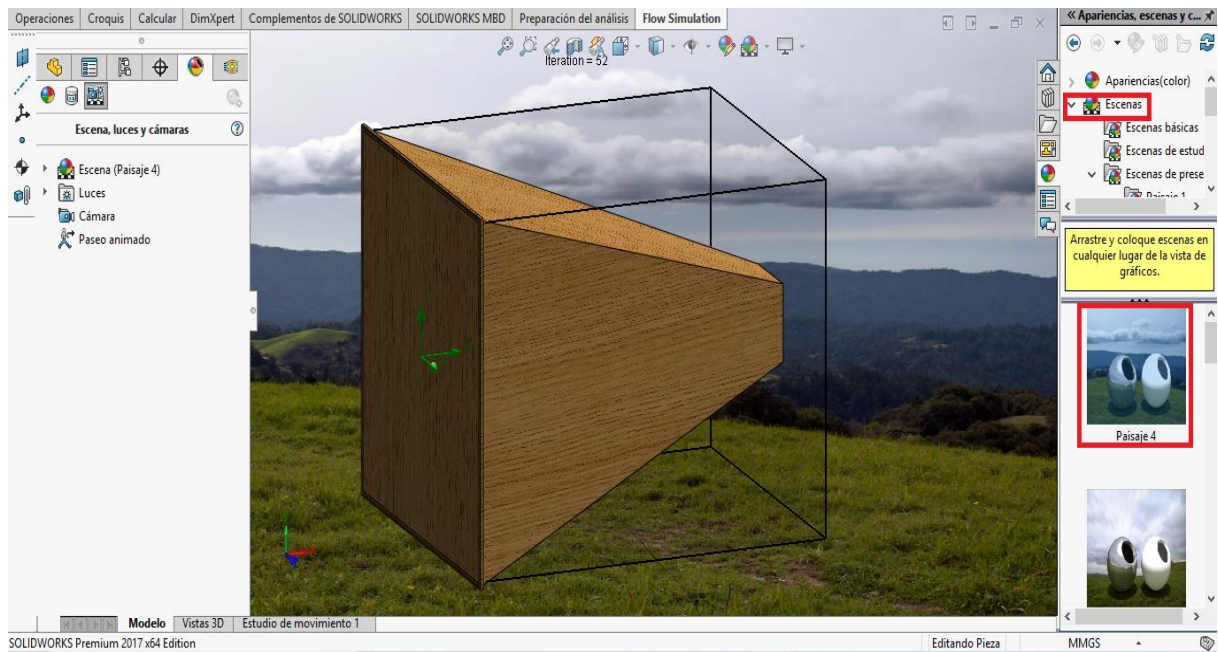 Operaciones Croquis Calcular DimXpert Complementos de SOLIDWORKS SOLIDWORKS MBD Preparación del análisis Flow Simulation
« Apariencias, escenas y c...
Iteration = 52
Escena, luces y cámaras
Escena (Paisaje 4)
Luces
Cámara
Paseo animado
Apariencias(color)
Escenas
Escenas básicas
Escenas de estud
Escenas de prese
Paisaje 1
Arrastre y coloque escenas en
cualquier lugar de la vista de
gráficos.
Paisaje 4
Modelo Vistas 3D Estudio de movimiento 1
SOLIDWORKS Premium 2017 x64 Edition Editando Pieza MMGS